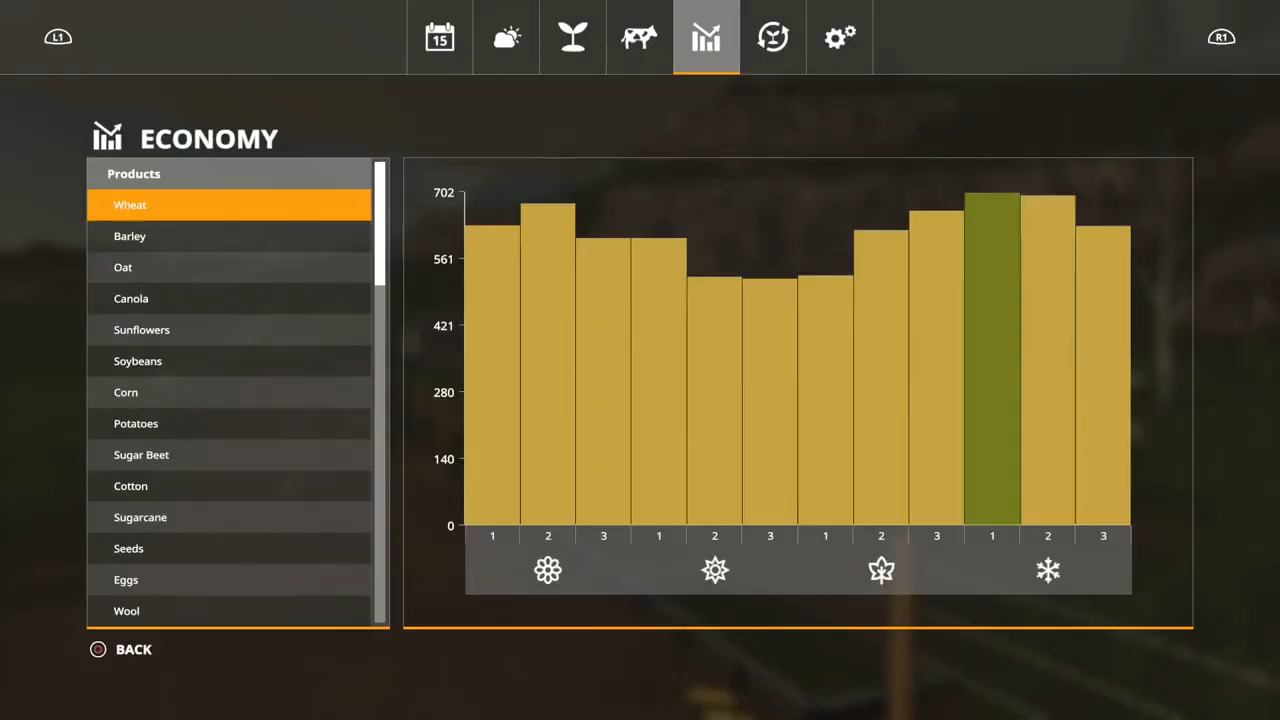 L1
15
R1
ECONOMY
Products
Wheat
Barley
Oat
Canola
Sunflowers
Soybeans
Corn
Potatoes
Sugar Beet
Cotton
Sugarcane
Seeds
Eggs
Wool
702
561
421
280
140
0
1 2 3 1 2 3 1 2 3 1 2 3
BACK